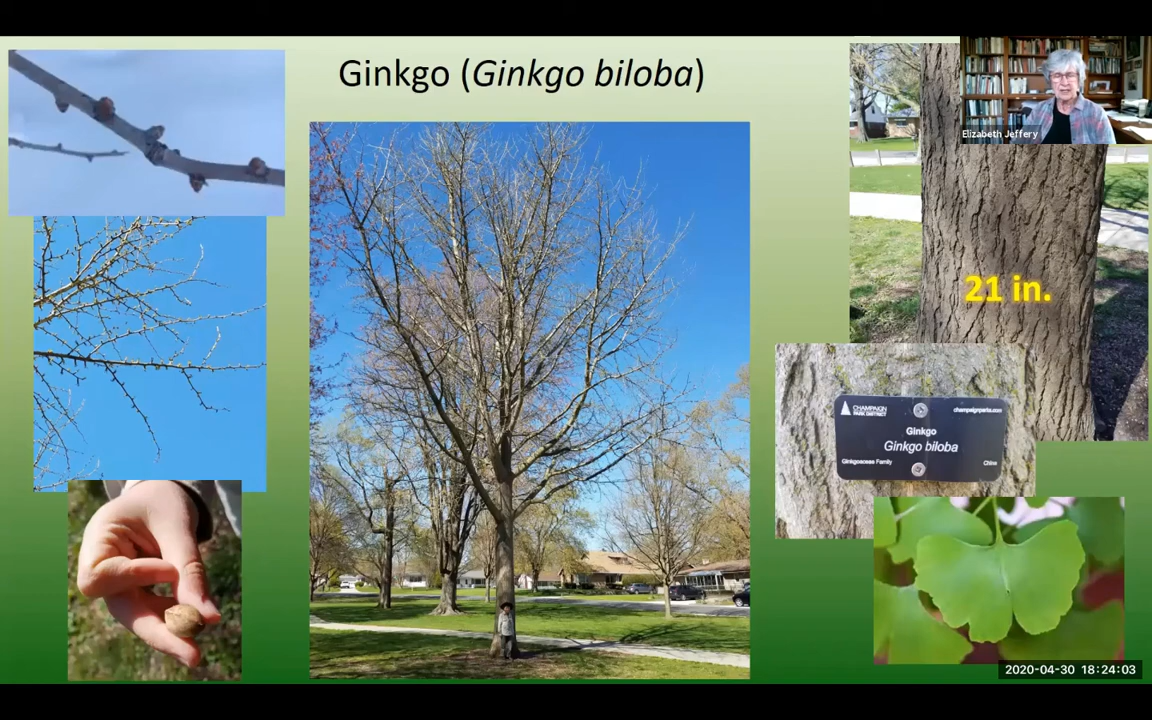 Ginkgo (Ginkgo biloba)
Elizabeth Jeffery
21 in.
CHAMPAIGN
PARK DISTRICT
champaignparks.com
Ginkgo
Ginkgo biloba
Ginkgoaceae Family
China
2020-04-30 18:24:03